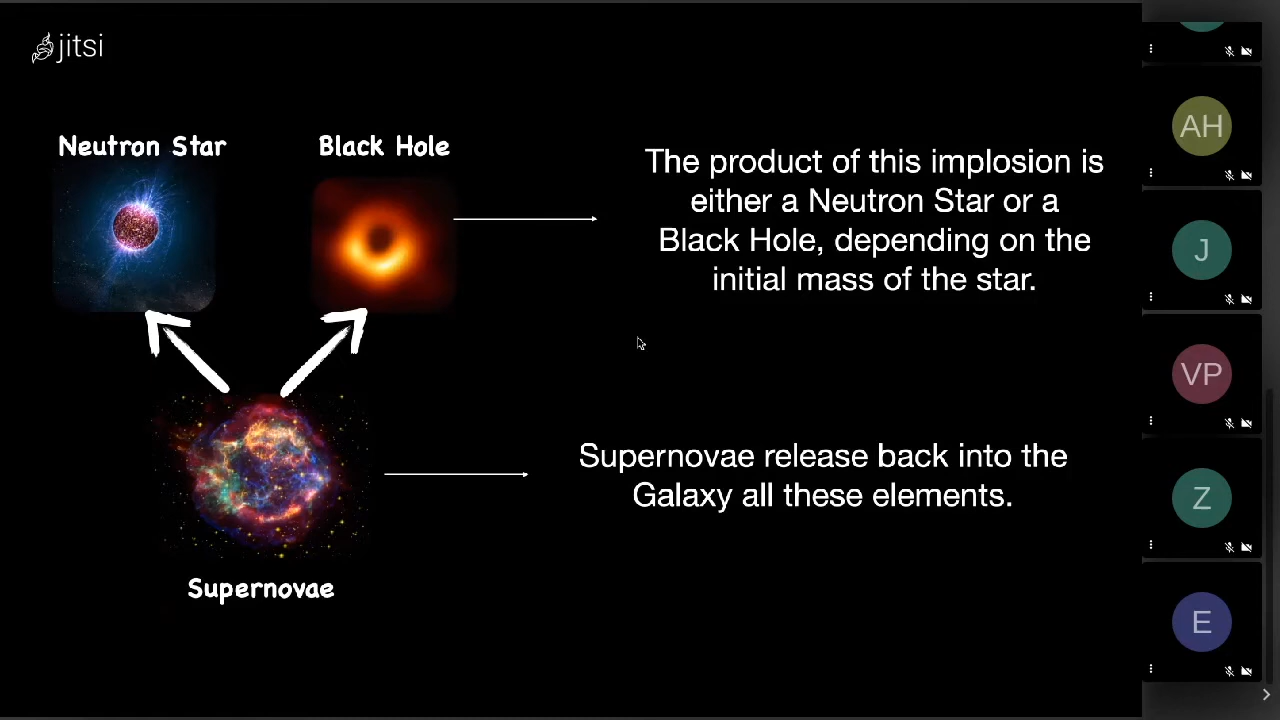 jitsi
Neutron Star
Black Hole
The product of this implosion is
either a Neutron Star or a
Black Hole, depending on the
initial mass of the star.
Supernovae release back into the
Galaxy all these elements.
Supernovae
AH
J
VP
Z
E